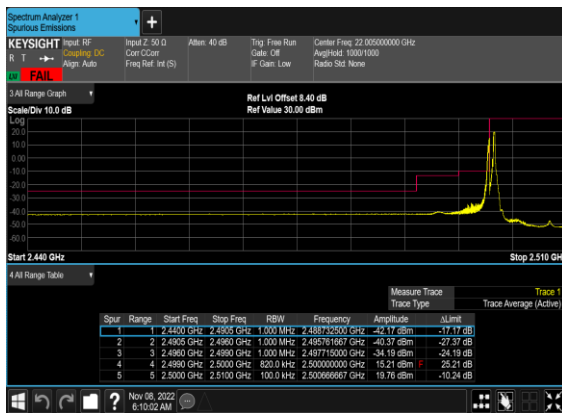 Spectrum Analyzer 1
Spurious Emissions
+
KEYSIGHT Input: RF Input Z: 50 Ω Atten: 40 dB Trig: Free Run Center Freq: 22.005000000 GHz
R T Coupling: DC Corr CCorr Gate: Off Avg|Hold: 1000/1000
Align: Auto Freq Ref: Int (S) IF Gain: Low Radio Std: None
FAIL
3 All Range Graph
Ref Lvl Offset 8.40 dB
Scale/Div 10.0 dB Ref Value 30.00 dBm
Log
20.0
10.0
0.00
-10.0
-20.0
-30.0
-40.0
-50.0
-60.0
Start 2.440 GHz Stop 2.510 GHz
4 All Range Table
Measure Trace Trace 1
Trace Type Trace Average (Active)
Spur Range Start Freq Stop Freq RBW Frequency Amplitude ΔLimit
1 1 2.4400 GHz 2.4905 GHz 1.000 MHz 2.488732500 GHz -42.17 dBm -17.17 dB
2 2 2.4905 GHz 2.4960 GHz 1.000 MHz 2.495761667 GHz -40.37 dBm -27.37 dB
3 3 2.4960 GHz 2.4990 GHz 1.000 MHz 2.497715000 GHz -34.19 dBm -24.19 dB
4 4 2.4990 GHz 2.5000 GHz 820.0 kHz 2.500000000 GHz 15.21 dBm F 25.21 dB
5 5 2.5000 GHz 2.5100 GHz 100.0 kHz 2.500666667 GHz 19.76 dBm -10.24 dB
? Nov 08, 2022
6:10:02 AM